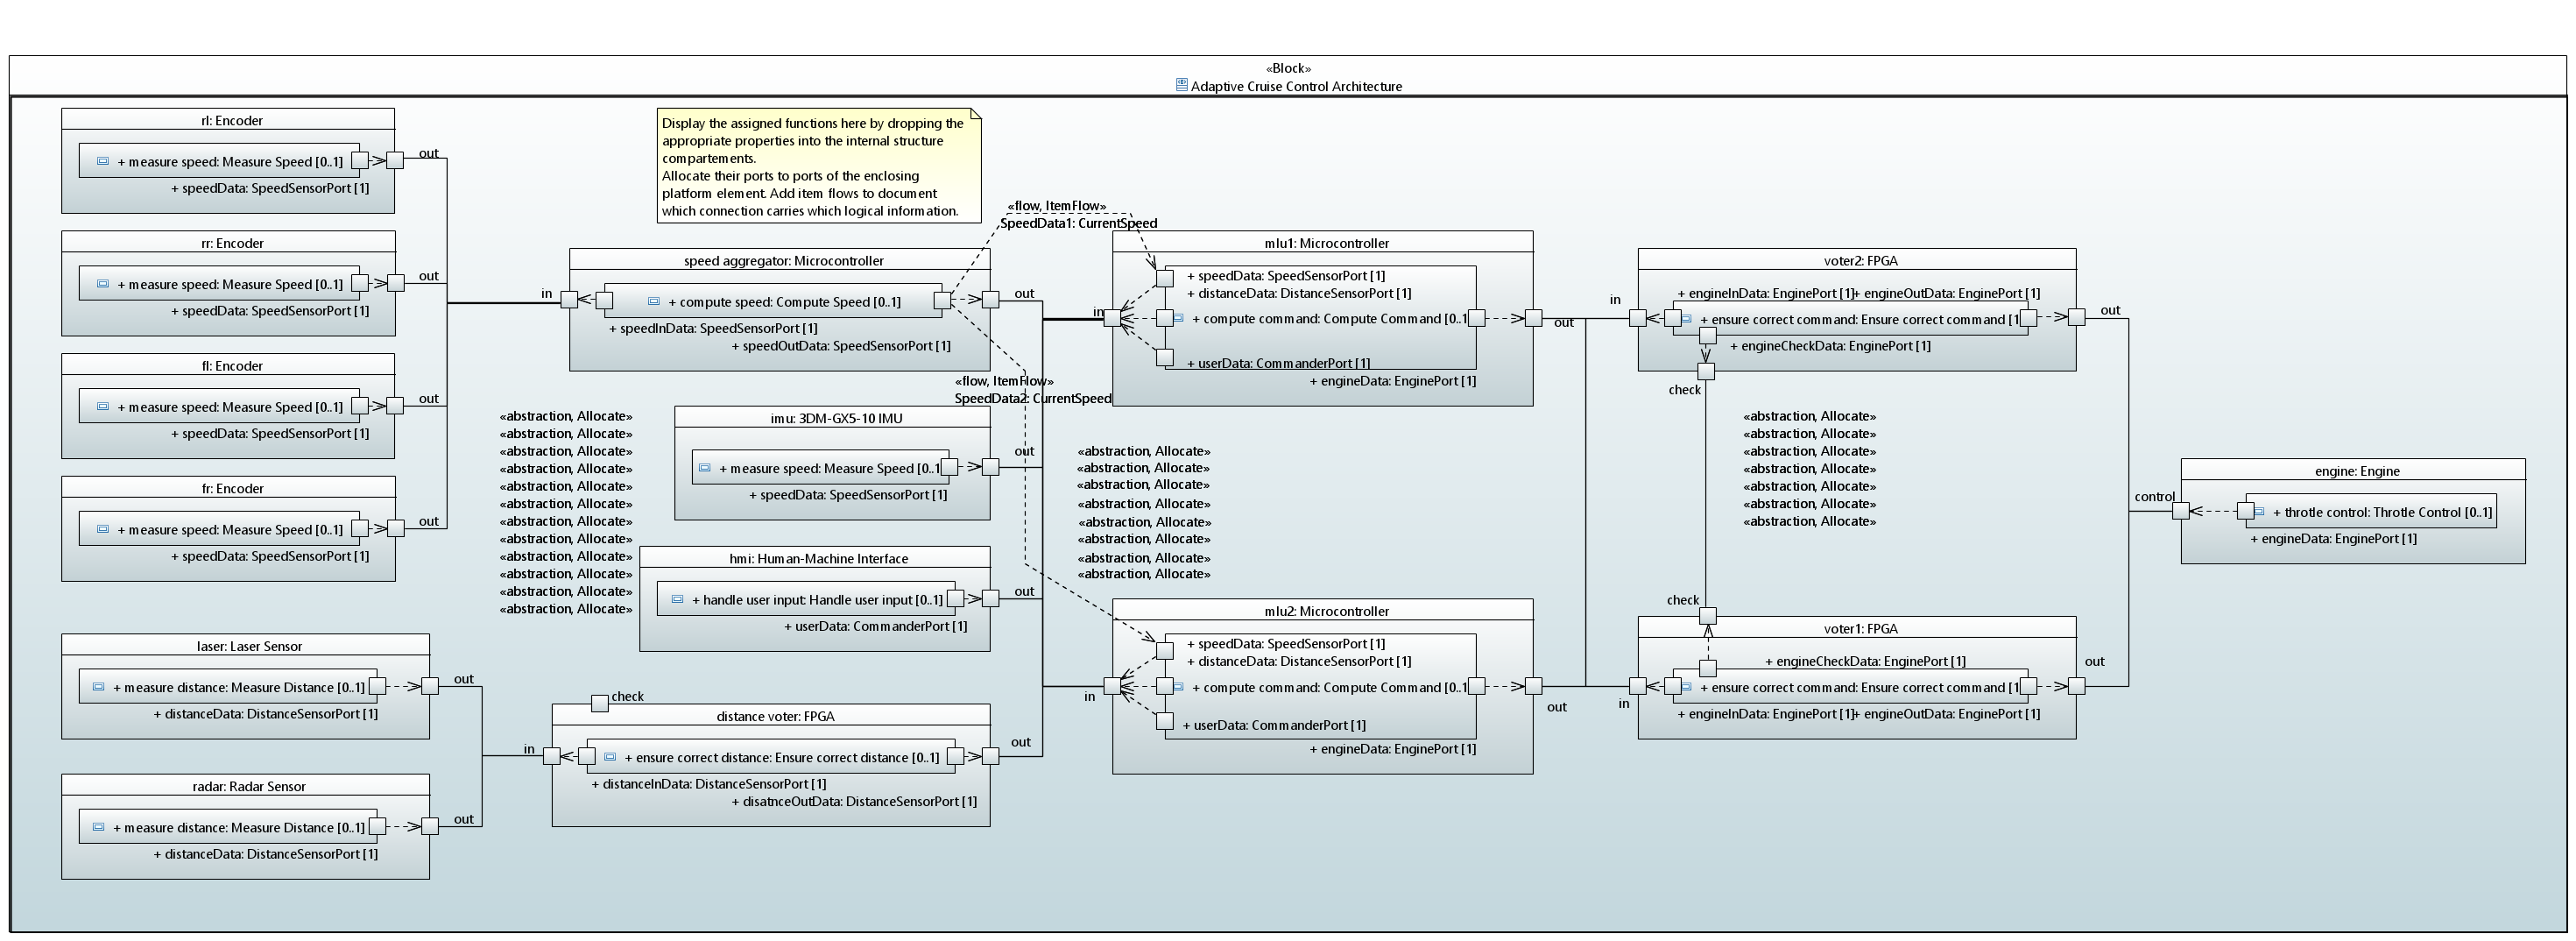 «Block»
Adaptive Cruise Control Architecture
rl: Encoder
+ measure speed: Measure Speed [0..1]
+ speedData: SpeedSensorPort [1]
out
rr: Encoder
+ measure speed: Measure Speed [0..1]
+ speedData: SpeedSensorPort [1]
out
fl: Encoder
+ measure speed: Measure Speed [0..1]
+ speedData: SpeedSensorPort [1]
out
fr: Encoder
+ measure speed: Measure Speed [0..1]
+ speedData: SpeedSensorPort [1]
out
laser: Laser Sensor
+ measure distance: Measure Distance [0..1]
+ distanceData: DistanceSensorPort [1]
out
radar: Radar Sensor
+ measure distance: Measure Distance [0..1]
+ distanceData: DistanceSensorPort [1]
out
Display the assigned functions here by dropping the
appropriate properties into the internal structure
compartements.
Allocate their ports to ports of the enclosing
platform element. Add item flows to document
which connection carries which logical information.
in
speed aggregator: Microcontroller
+ compute speed: Compute Speed [0..1]
+ speedInData: SpeedSensorPort [1]
+ speedOutData: SpeedSensorPort [1]
out
«flow, ItemFlow»
SpeedData1: CurrentSpeed
«flow, ItemFlow»
SpeedData2: CurrentSpeed
«abstraction, Allocate»
«abstraction, Allocate»
«abstraction, Allocate»
«abstraction, Allocate»
«abstraction, Allocate»
«abstraction, Allocate»
«abstraction, Allocate»
«abstraction, Allocate»
«abstraction, Allocate»
«abstraction, Allocate»
«abstraction, Allocate»
«abstraction, Allocate»
imu: 3DM-GX5-10 IMU
+ measure speed: Measure Speed [0..1
+ speedData: SpeedSensorPort [1]
out
hmi: Human-Machine Interface
+ handle user input: Handle user input [0..1]
+ userData: CommanderPort [1]
out
check
in
distance voter: FPGA
+ ensure correct distance: Ensure correct distance [0..1]
+ distanceInData: DistanceSensorPort [1]
+ disatnceOutData: DistanceSensorPort [1]
out
«abstraction, Allocate»
«abstraction, Allocate»
«abstraction, Allocate»
«abstraction, Allocate»
«abstraction, Allocate»
«abstraction, Allocate»
«abstraction, Allocate»
«abstraction, Allocate»
mlu1: Microcontroller
+ speedData: SpeedSensorPort [1]
+ distanceData: DistanceSensorPort [1]
in
+ compute command: Compute Command [0..1
+ userData: CommanderPort [1]
+ engineData: EnginePort [1]
out
mlu2: Microcontroller
+ speedData: SpeedSensorPort [1]
+ distanceData: DistanceSensorPort [1]
in
+ compute command: Compute Command [0..1
+ userData: CommanderPort [1]
+ engineData: EnginePort [1]
out
in
voter2: FPGA
+ engineInData: EnginePort [1]+ engineOutData: EnginePort [1]
+ ensure correct command: Ensure correct command [1
+ engineCheckData: EnginePort [1]
out
check
«abstraction, Allocate»
«abstraction, Allocate»
«abstraction, Allocate»
«abstraction, Allocate»
«abstraction, Allocate»
«abstraction, Allocate»
«abstraction, Allocate»
check
voter1: FPGA
+ engineCheckData: EnginePort [1]
+ ensure correct command: Ensure correct command [1
in
+ engineInData: EnginePort [1]+ engineOutData: EnginePort [1]
out
control
engine: Engine
+ throtle control: Throtle Control [0..1]
+ engineData: EnginePort [1]